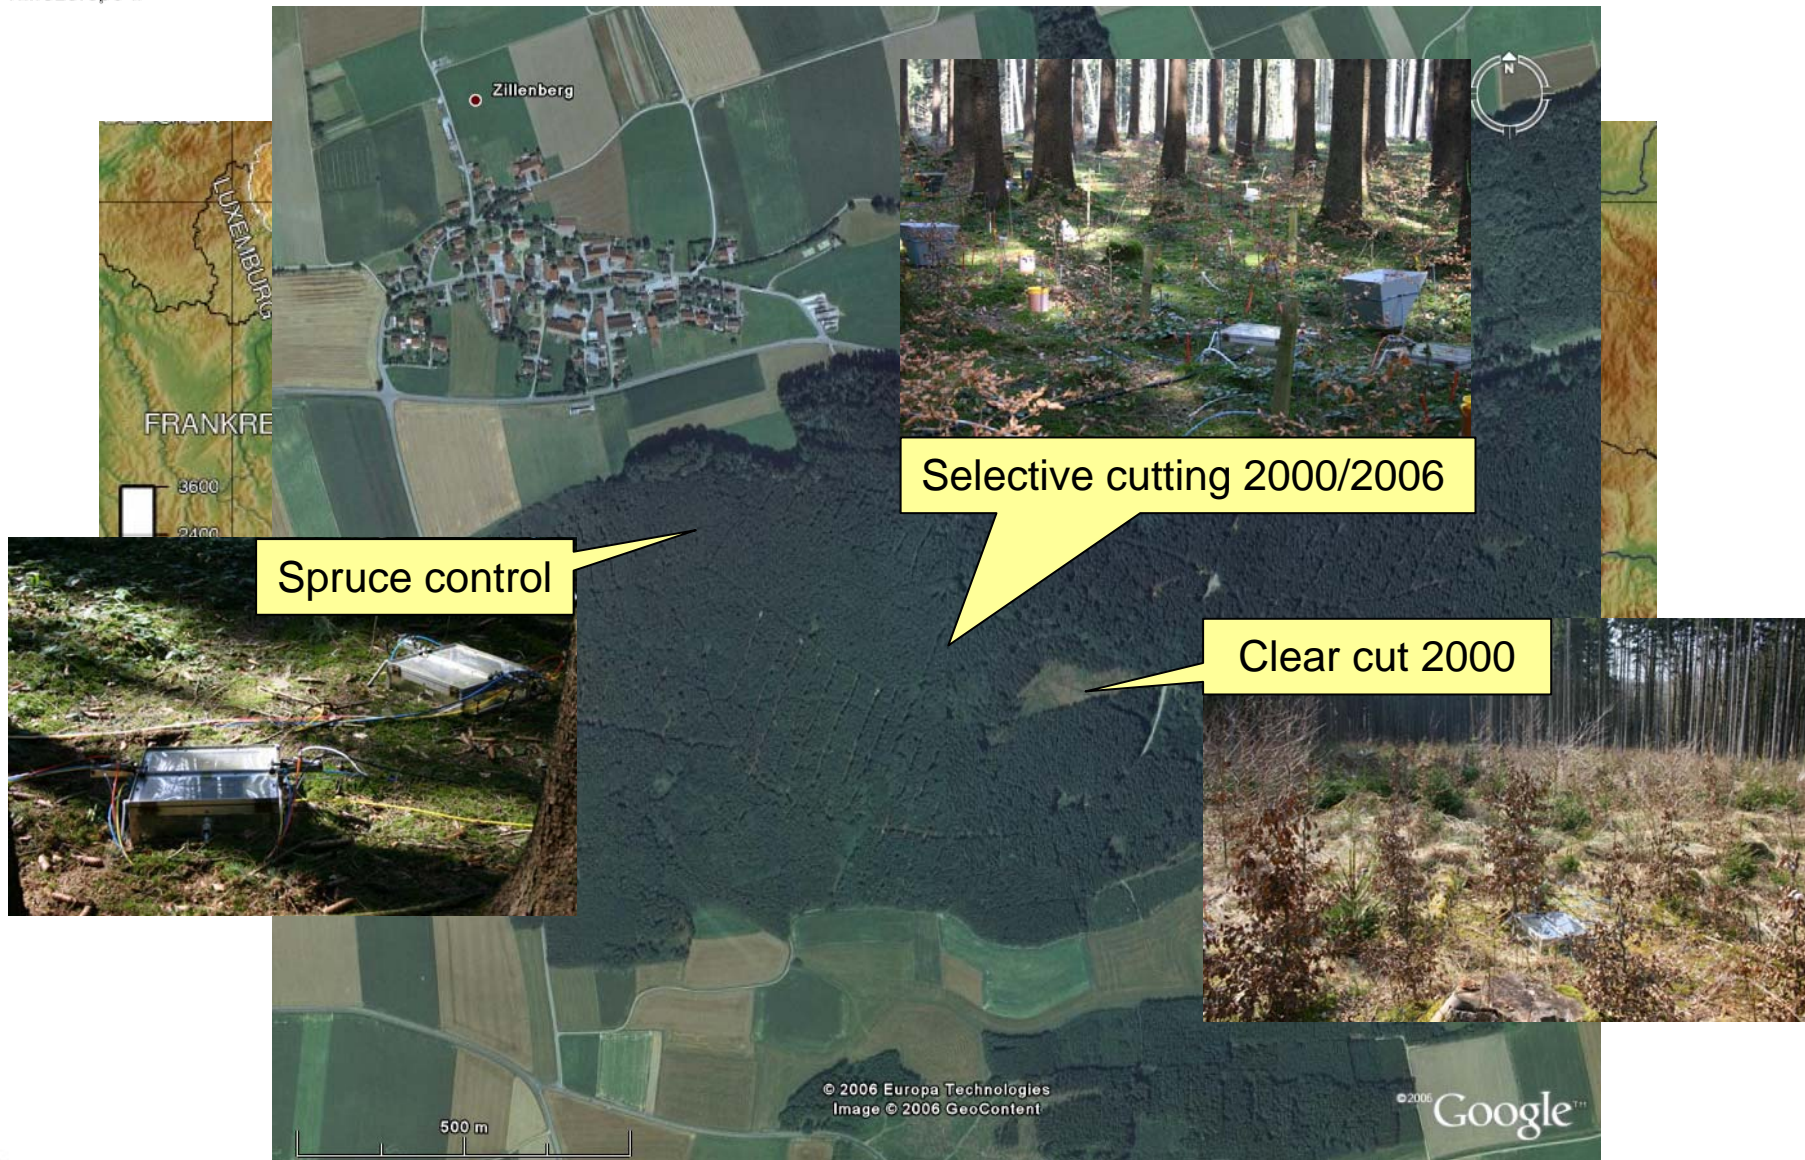 Zillenberg
N
LUXEMBURG
FRANKRE
3600
2400
Selective cutting 2000/2006
Spruce control
Clear cut 2000
© 2006 Europa Technologies
Image © 2006 GeoContent
©2006 Google™
500 m